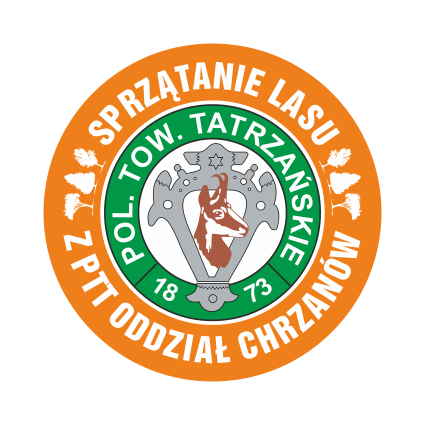 SPRZĄTANIE LASU
POL. TOW. TATRZAŃSKIE
18 73
Z PTT ODDZIAŁ CHRZANÓW